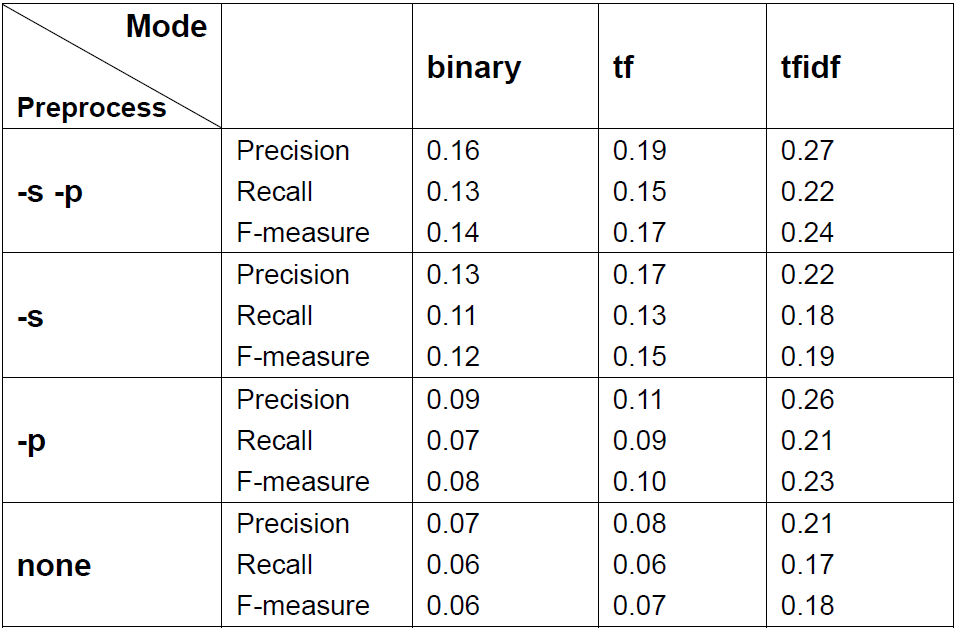 Mode
Preprocess
binary tf tfidf
Precision 0.16 0.19 0.27
-s -p Recall 0.13 0.15 0.22
F-measure 0.14 0.17 0.24
Precision 0.13 0.17 0.22
-s Recall 0.11 0.13 0.18
F-measure 0.12 0.15 0.19
Precision 0.09 0.11 0.26
-p Recall 0.07 0.09 0.21
F-measure 0.08 0.10 0.23
Precision 0.07 0.08 0.21
none Recall 0.06 0.06 0.17
F-measure 0.06 0.07 0.18